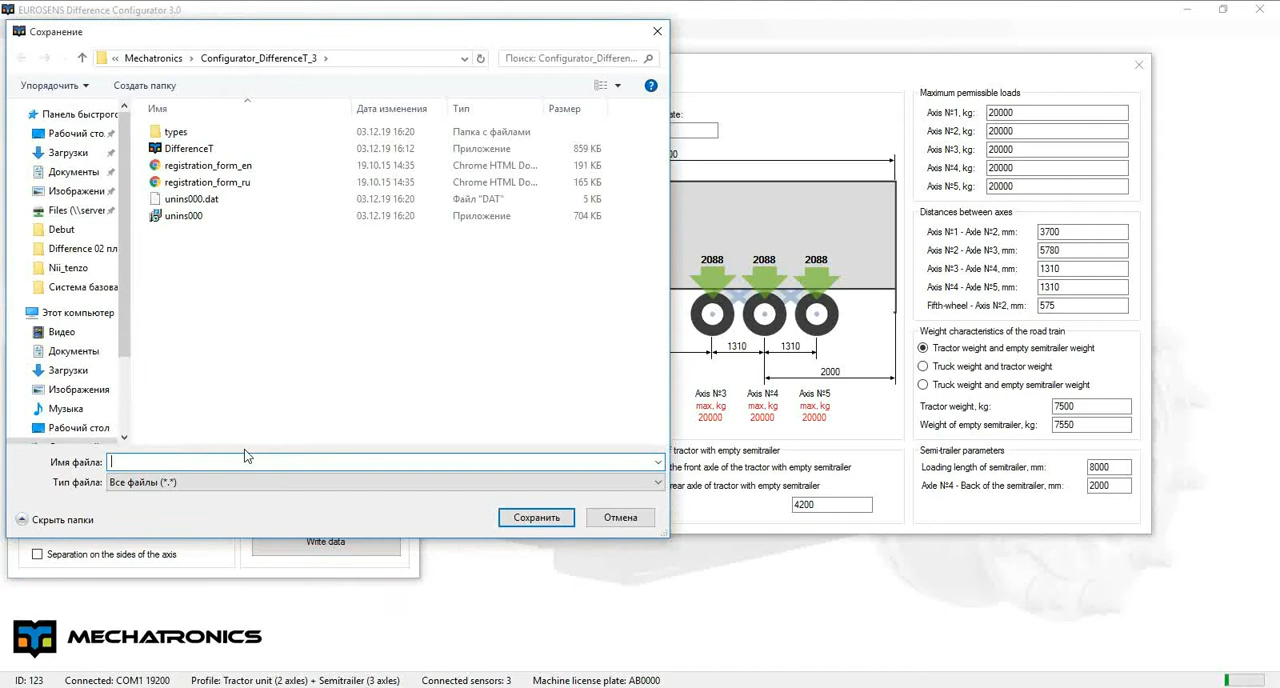 EUROSENS Difference Configurator 3.0
Сохранение
« Mechatronics › Configurator_DifferenceT_3 ›
Поиск: Configurator_Differen...
Упорядочить
Создать папку
Имя
Дата изменения
Тип
Размер
types 03.12.19 16:20 Папка с файлами
DifferenceT 03.12.19 16:12 Приложение 859 КБ
registration_form_en 19.10.15 14:35 Chrome HTML Do... 191 КБ
registration_form_ru 19.10.15 14:35 Chrome HTML Do... 165 КБ
unins000.dat 03.12.19 16:20 Файл "DAT" 5 КБ
unins000 03.12.19 16:20 Приложение 704 КБ
Панель быстрого
Рабочий сто.
Загрузки
Документы
Изображени
Files (\\server
Debut
Difference 02 пл
Nii_tenzo
Система базова
Этот компьютер
Видео
Документы
Загрузки
Изображения
Музыка
Рабочий стол
Имя файла:
Тип файла: Все файлы (*.*)
Скрыть папки
Сохранить
Отмена
Separation on the sides of the axis
Write data
ate:
00
2088 2088 2088
1310 1310
2000
Axis №3 Axis №4 Axis №5
max, kg max, kg max, kg
20000 20000 20000
tractor with empty semitrailer
the front axle of the tractor with empty semitrailer
rear axle of tractor with empty semitrailer
4200
Maximum permissible loads
Axis №1, kg: 20000
Axis №2, kg: 20000
Axis №3, kg: 20000
Axis №4, kg: 20000
Axis №5, kg: 20000
Distances between axes
Axis №1 - Axle №2, mm: 3700
Axis №2 - Axle №3, mm: 5780
Axis №3 - Axle №4, mm: 1310
Axis №4 - Axle №5, mm: 1310
Fifth-wheel - Axis №2, mm: 575
Weight characteristics of the road train
Tractor weight and empty semitrailer weight
Truck weight and tractor weight
Truck weight and empty semitrailer weight
Tractor weight, kg: 7500
Weight of empty semitrailer, kg: 7550
Semi-trailer parameters
Loading length of semitrailer, mm: 8000
Axle №4 - Back of the semitrailer, mm: 2000
MECHATRONICS
ID: 123 Connected: COM1 19200 Profile: Tractor unit (2 axles) + Semitrailer (3 axles) Connected sensors: 3 Machine license plate: AB0000